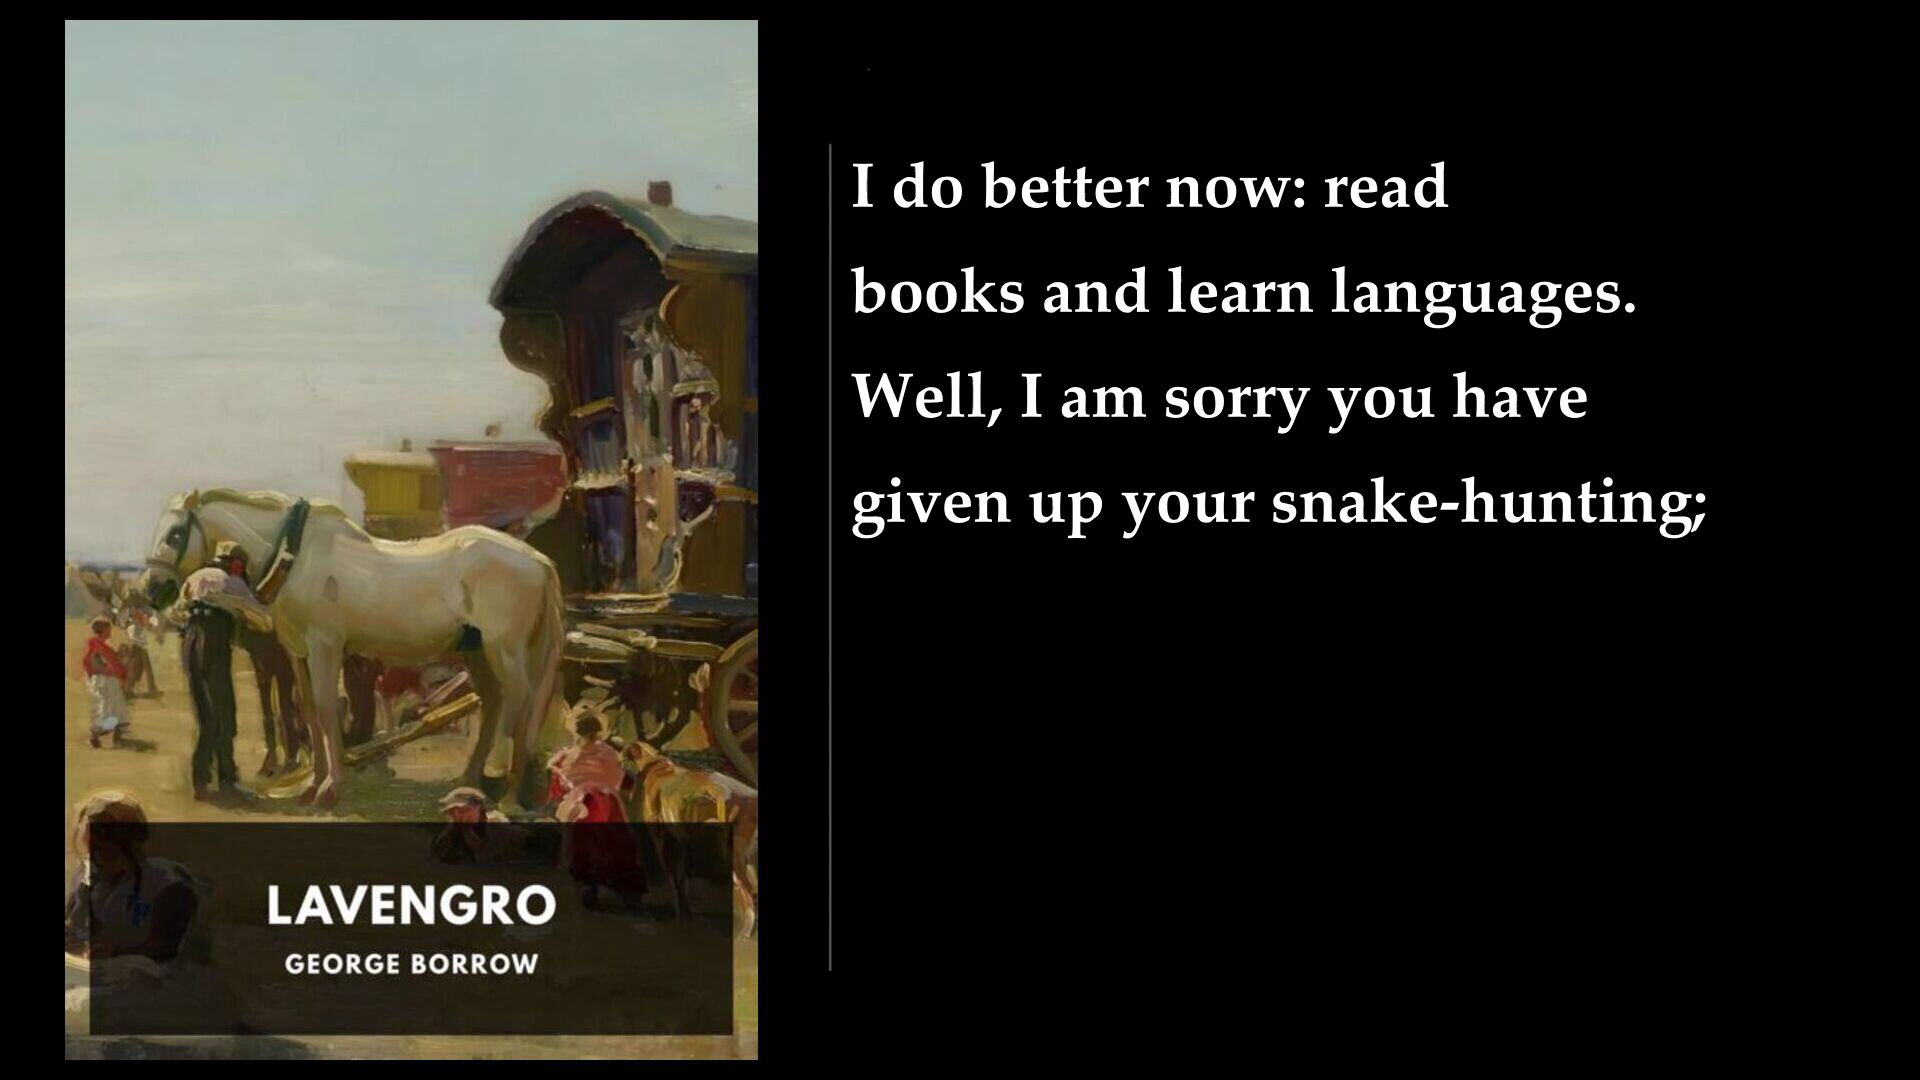 I do better now: read
books and learn languages.
Well, I am sorry you have
given up your snake-hunting;
LAVENGRO
GEORGE BORROW